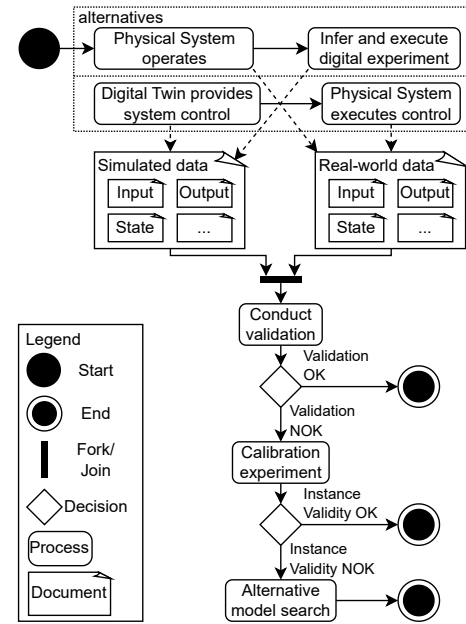 alternatives
Physical System
operates
Infer and execute
digital experiment
Digital Twin provides
system control
Physical System
executes control
Simulated data
Input
Output
State
...
Real-world data
Input
Output
State
...
Conduct
validation
Validation
OK
Validation
NOK
Calibration
experiment
Instance
Validity OK
Instance
Validity NOK
Alternative
model search
Legend
Start
End
Fork/
Join
Decision
Process
Document